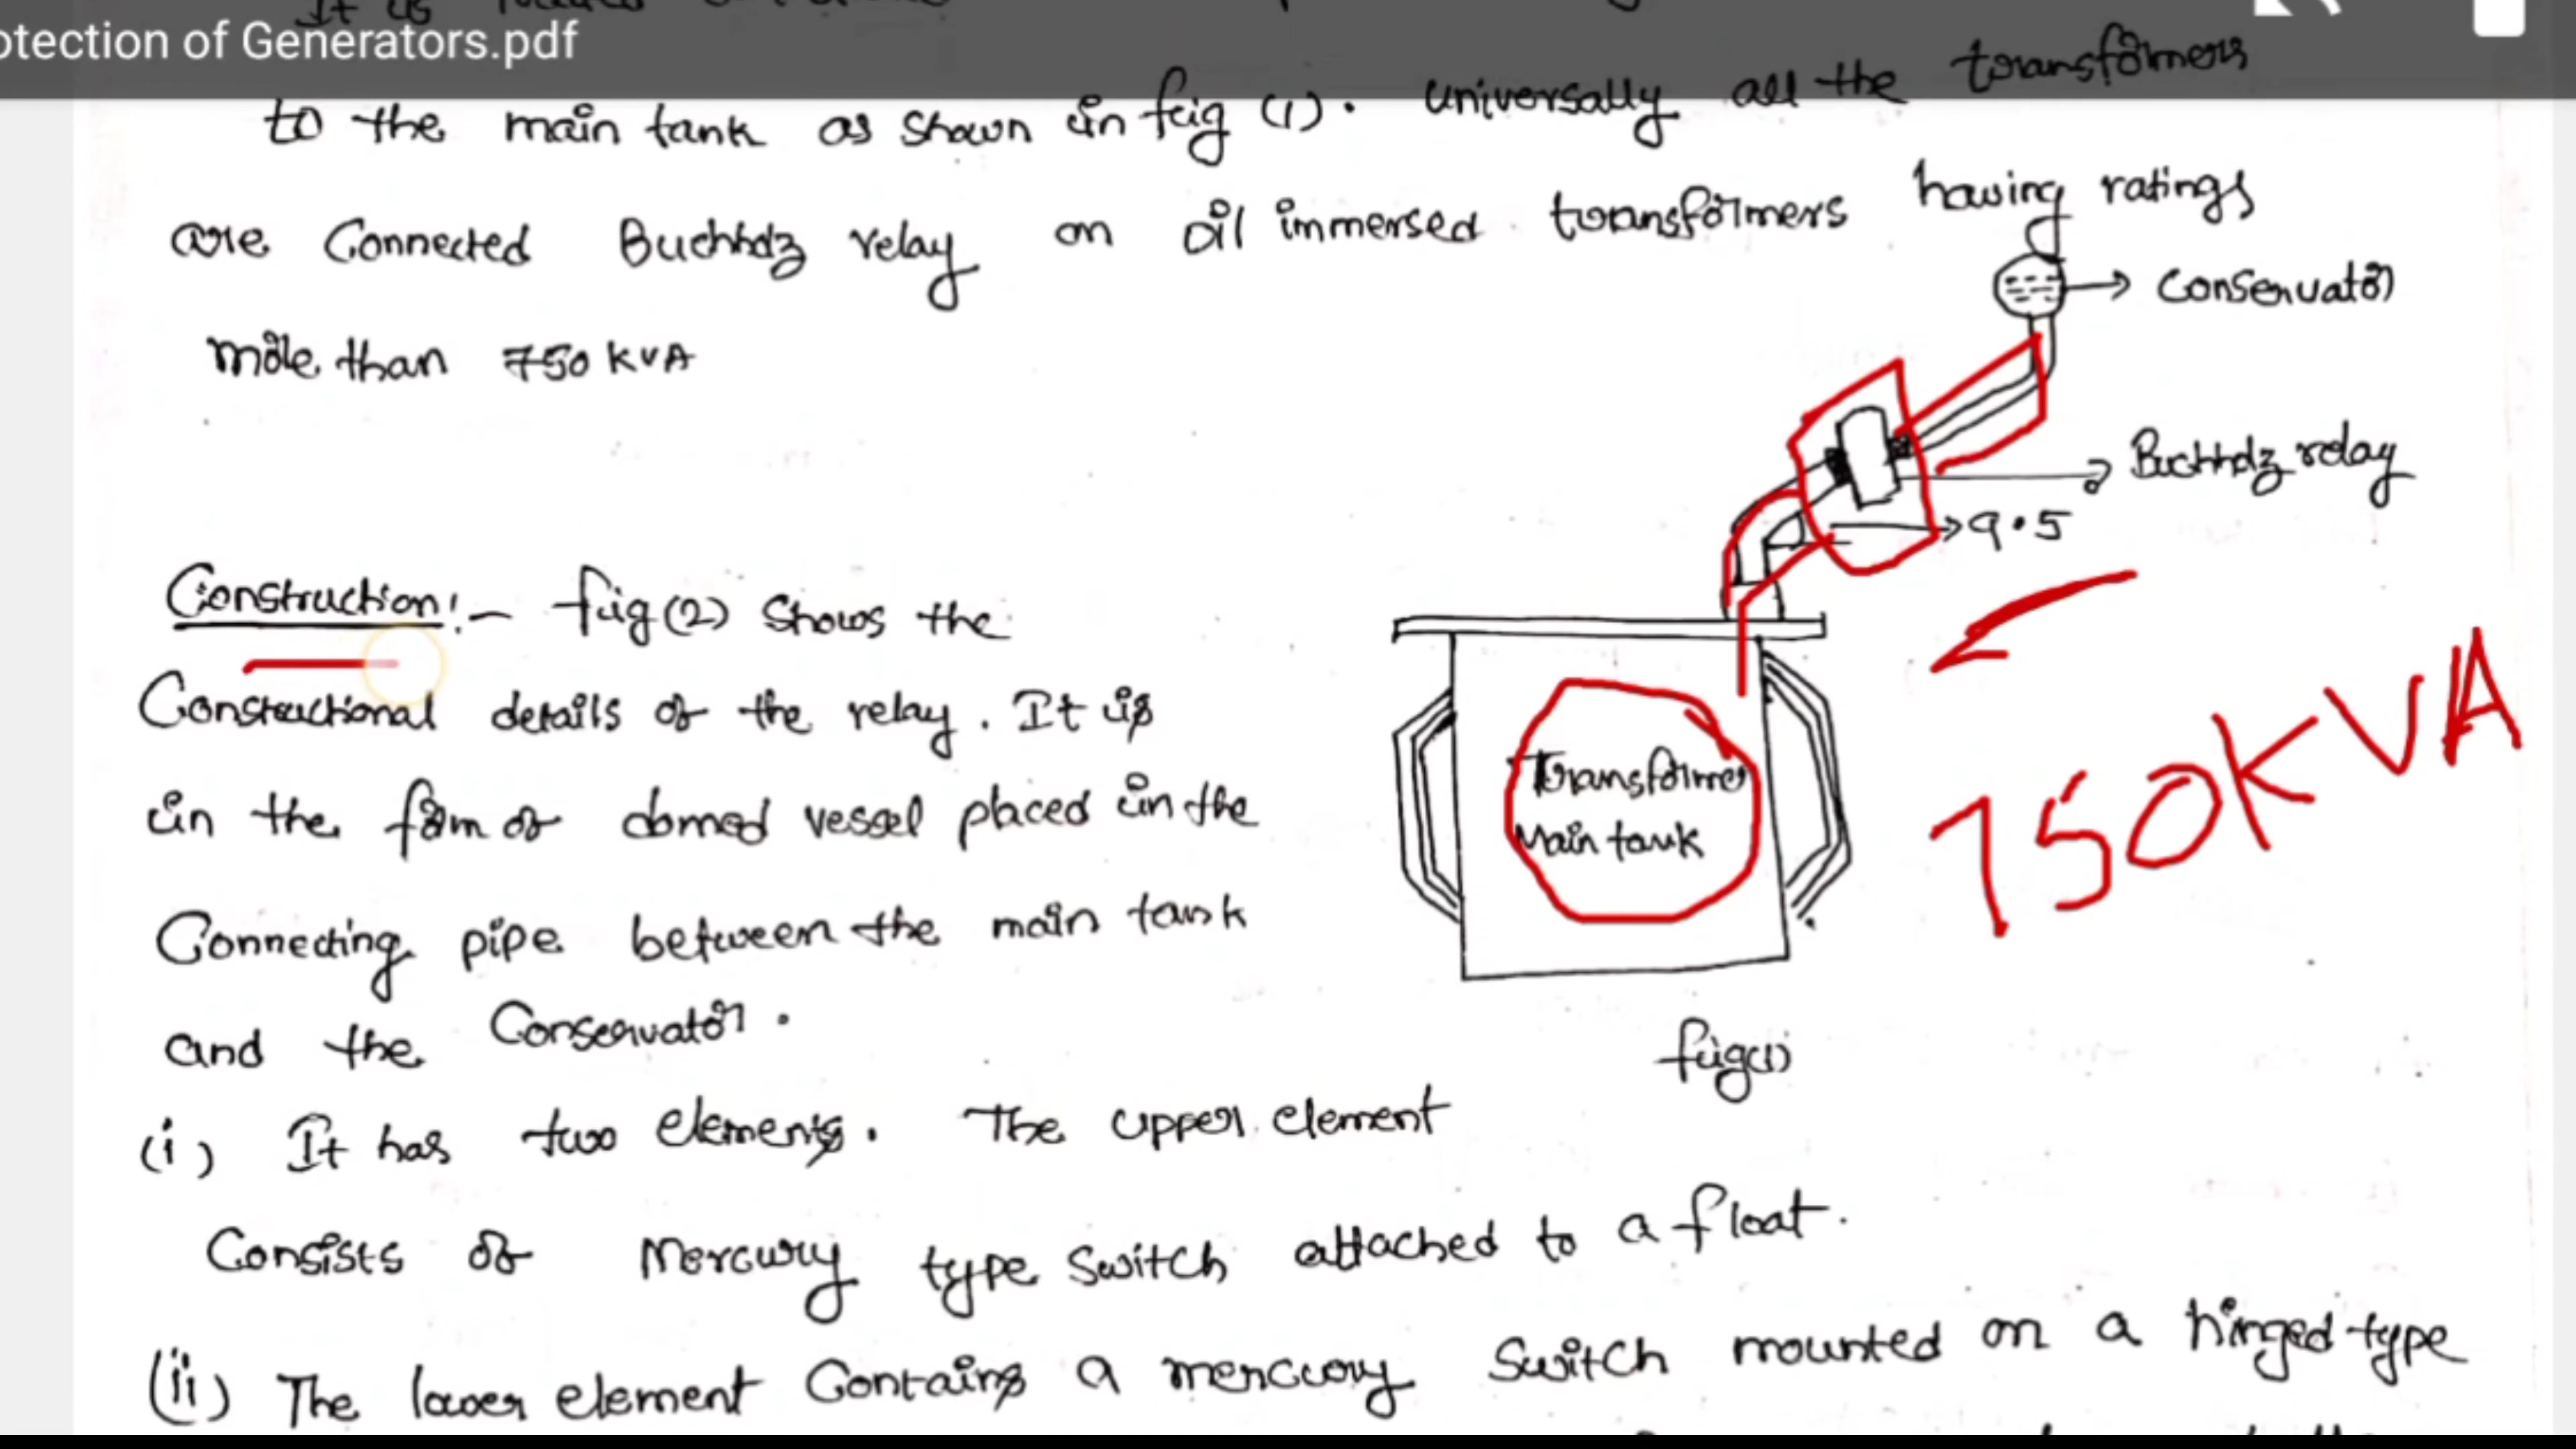 otection of Generators.pdf
It is
to the main tank as shown in fig (1). Universally all the transformers
are Connected Buchholz relay on oil immersed transformers having ratings
more than 750 KVA
Conservator
Buchholz relay
9.5
Construction:- fig (2) Shows the
Constructional details of the relay. It is
in the form of domed vessel placed in the
Connecting pipe between the main tank
and the Conservator.
Transformer
Main tank
750KVA
fig(1)
(i) It has two elements. The upper element
Consists of Mercury type Switch attached to a float.
(ii) The lower element Contains a mercury Switch mounted on a hinged type